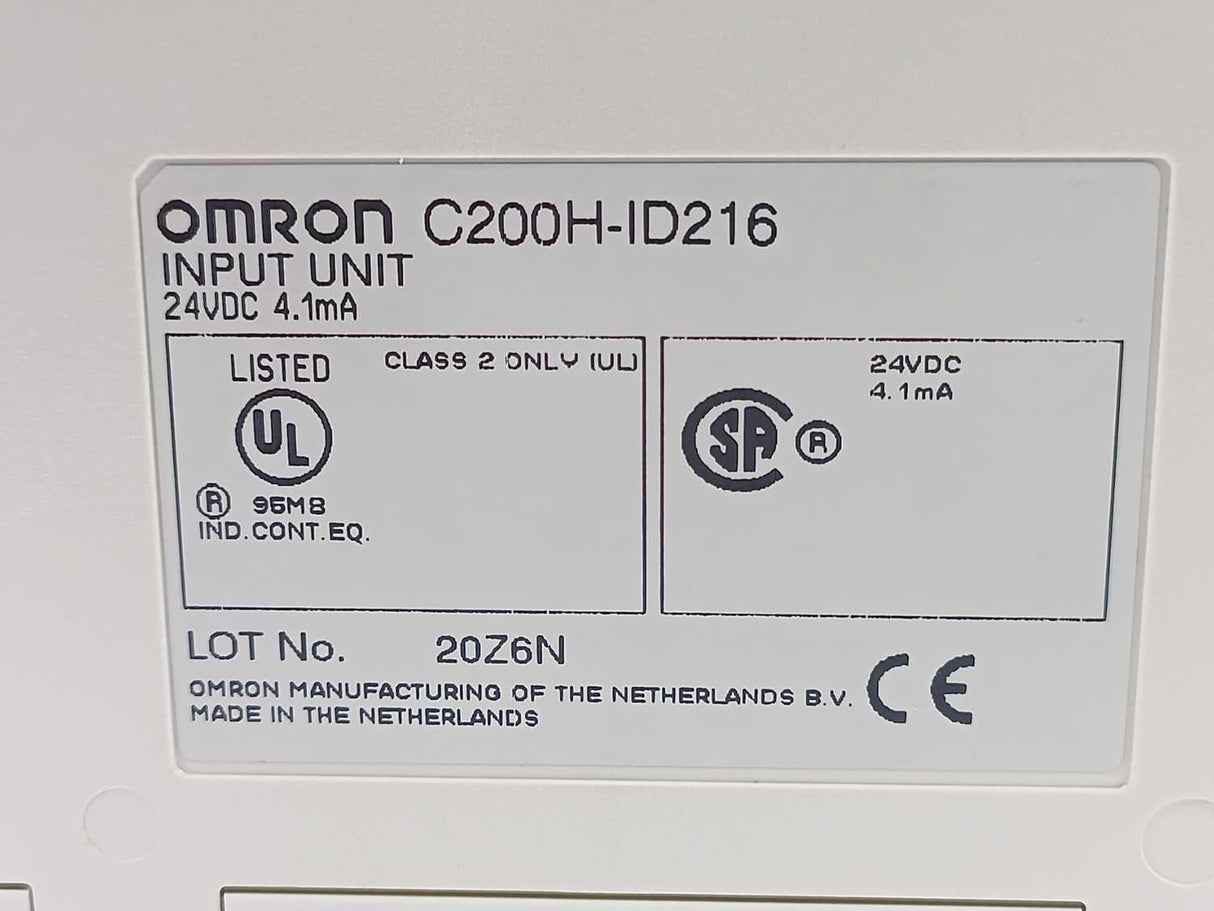 OMRON C200H-ID216
INPUT UNIT
24VDC 4.1mA
LISTED CLASS 2 ONLY (UL)
UL
® 95M8
IND.CONT.EQ.
24VDC
4.1mA
SA ®
LOT No. 20Z6N
OMRON MANUFACTURING OF THE NETHERLANDS B.V.
MADE IN THE NETHERLANDS
CE